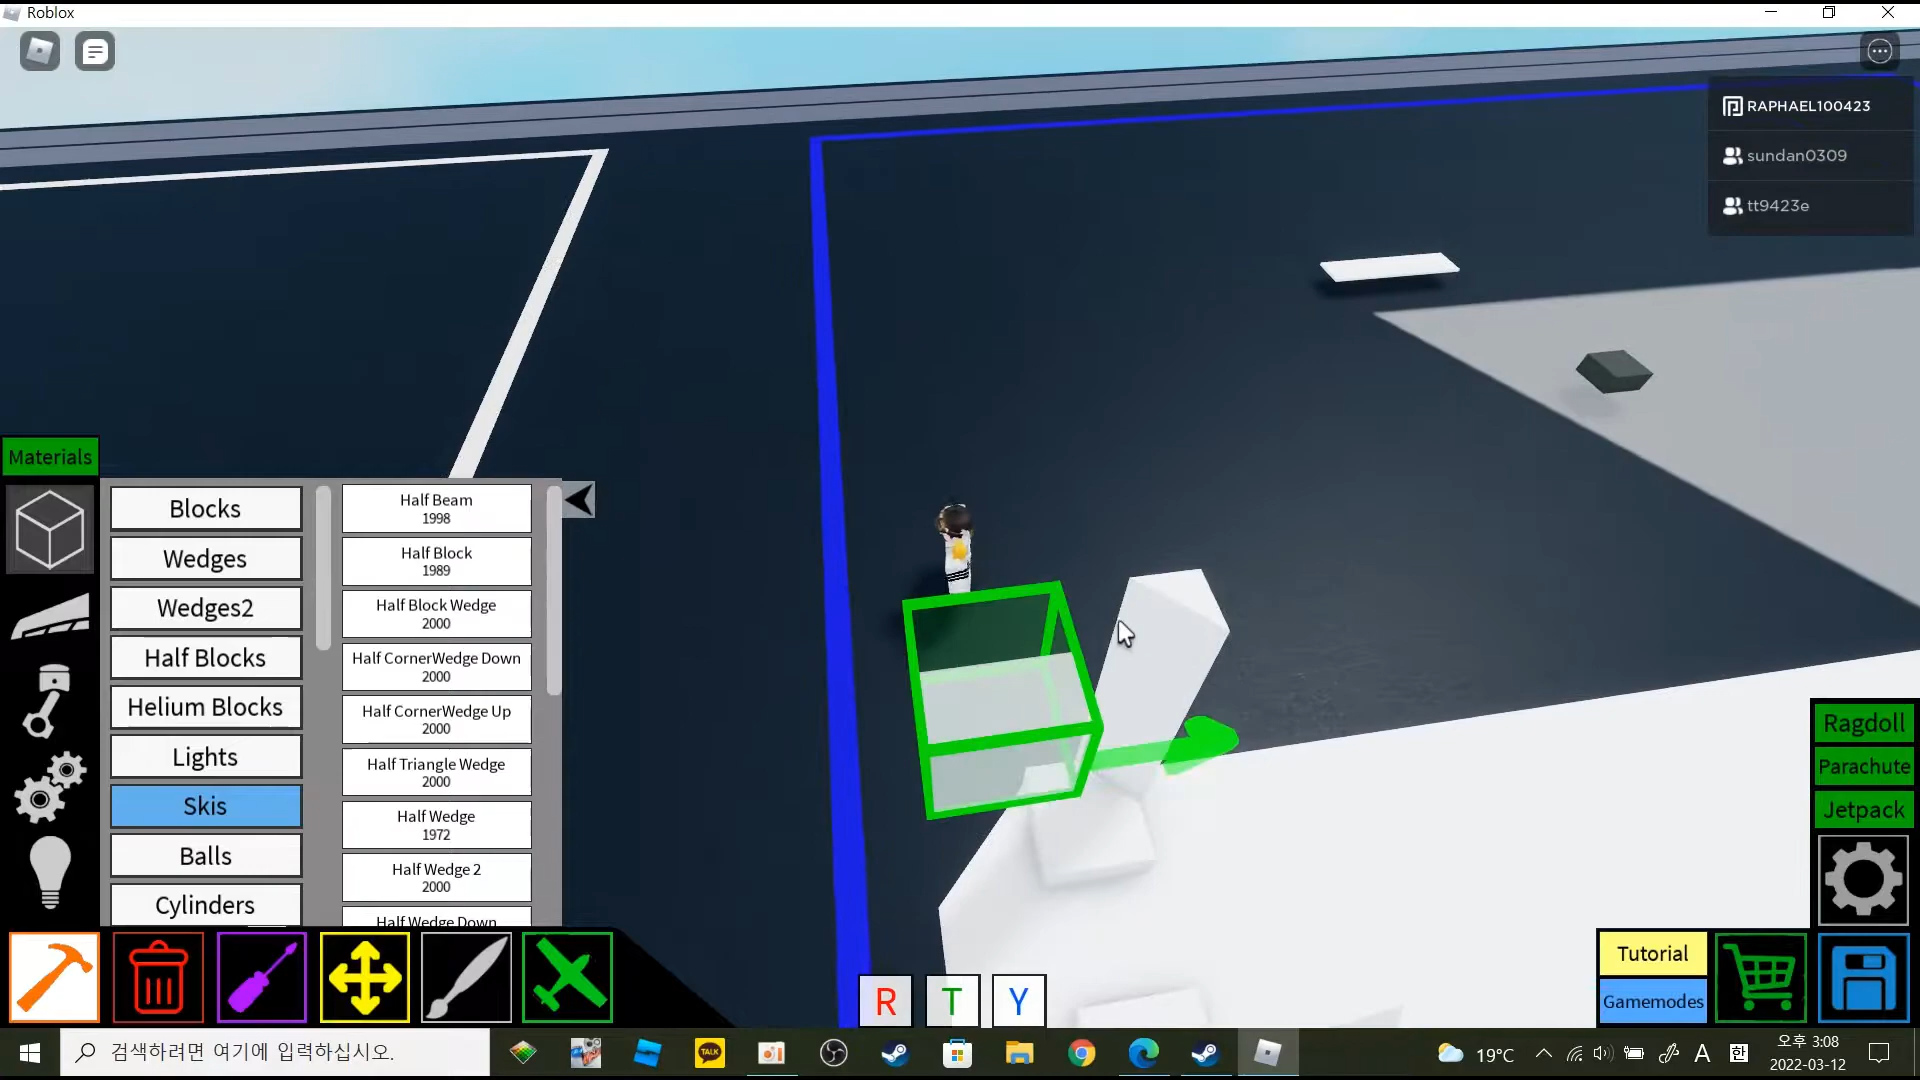 Roblox
RAPHAEL100423
sundan0309
tt9423e
Materials
Blocks
Wedges
Wedges2
Half Blocks
Helium Blocks
Lights
Skis
Balls
Cylinders
Half Beam
1998
Half Block
1989
Half Block Wedge
2000
Half CornerWedge Down
2000
Half CornerWedge Up
2000
Half Triangle Wedge
2000
Half Wedge
1972
Half Wedge 2
2000
Half Wedge Down
Ragdoll
Parachute
Jetpack
Tutorial
Gamemodes
R
T
Y
검색하려면 여기에 입력하십시오.
TALK
19°C
A
한
오후 3:08
2022-03-12